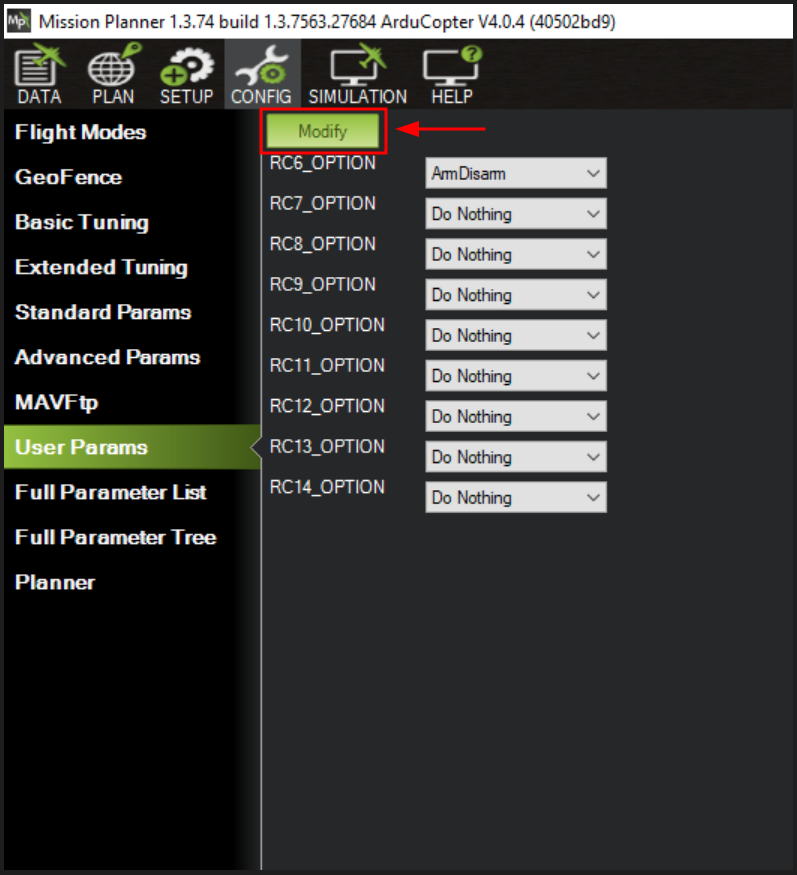 Mp Mission Planner 1.3.74 build 1.3.7563.27684 ArduCopter V4.0.4 (40502bd9)
DATA PLAN SETUP CONFIG SIMULATION HELP
Flight Modes
GeoFence
Basic Tuning
Extended Tuning
Standard Params
Advanced Params
MAVFtp
User Params
Full Parameter List
Full Parameter Tree
Planner
Modify
RC6_OPTION ArmDisarm
RC7_OPTION Do Nothing
RC8_OPTION Do Nothing
RC9_OPTION Do Nothing
RC10_OPTION Do Nothing
RC11_OPTION Do Nothing
RC12_OPTION Do Nothing
RC13_OPTION Do Nothing
RC14_OPTION Do Nothing